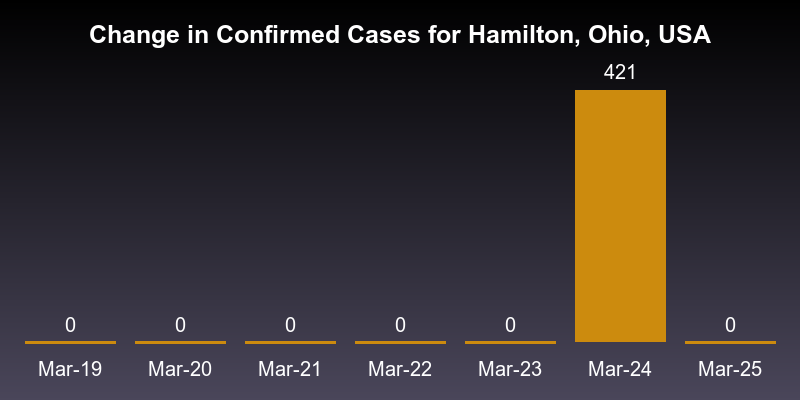 Change in Confirmed Cases for Hamilton, Ohio, USA
421
0 0 0 0 0 0
Mar-19 Mar-20 Mar-21 Mar-22 Mar-23 Mar-24 Mar-25